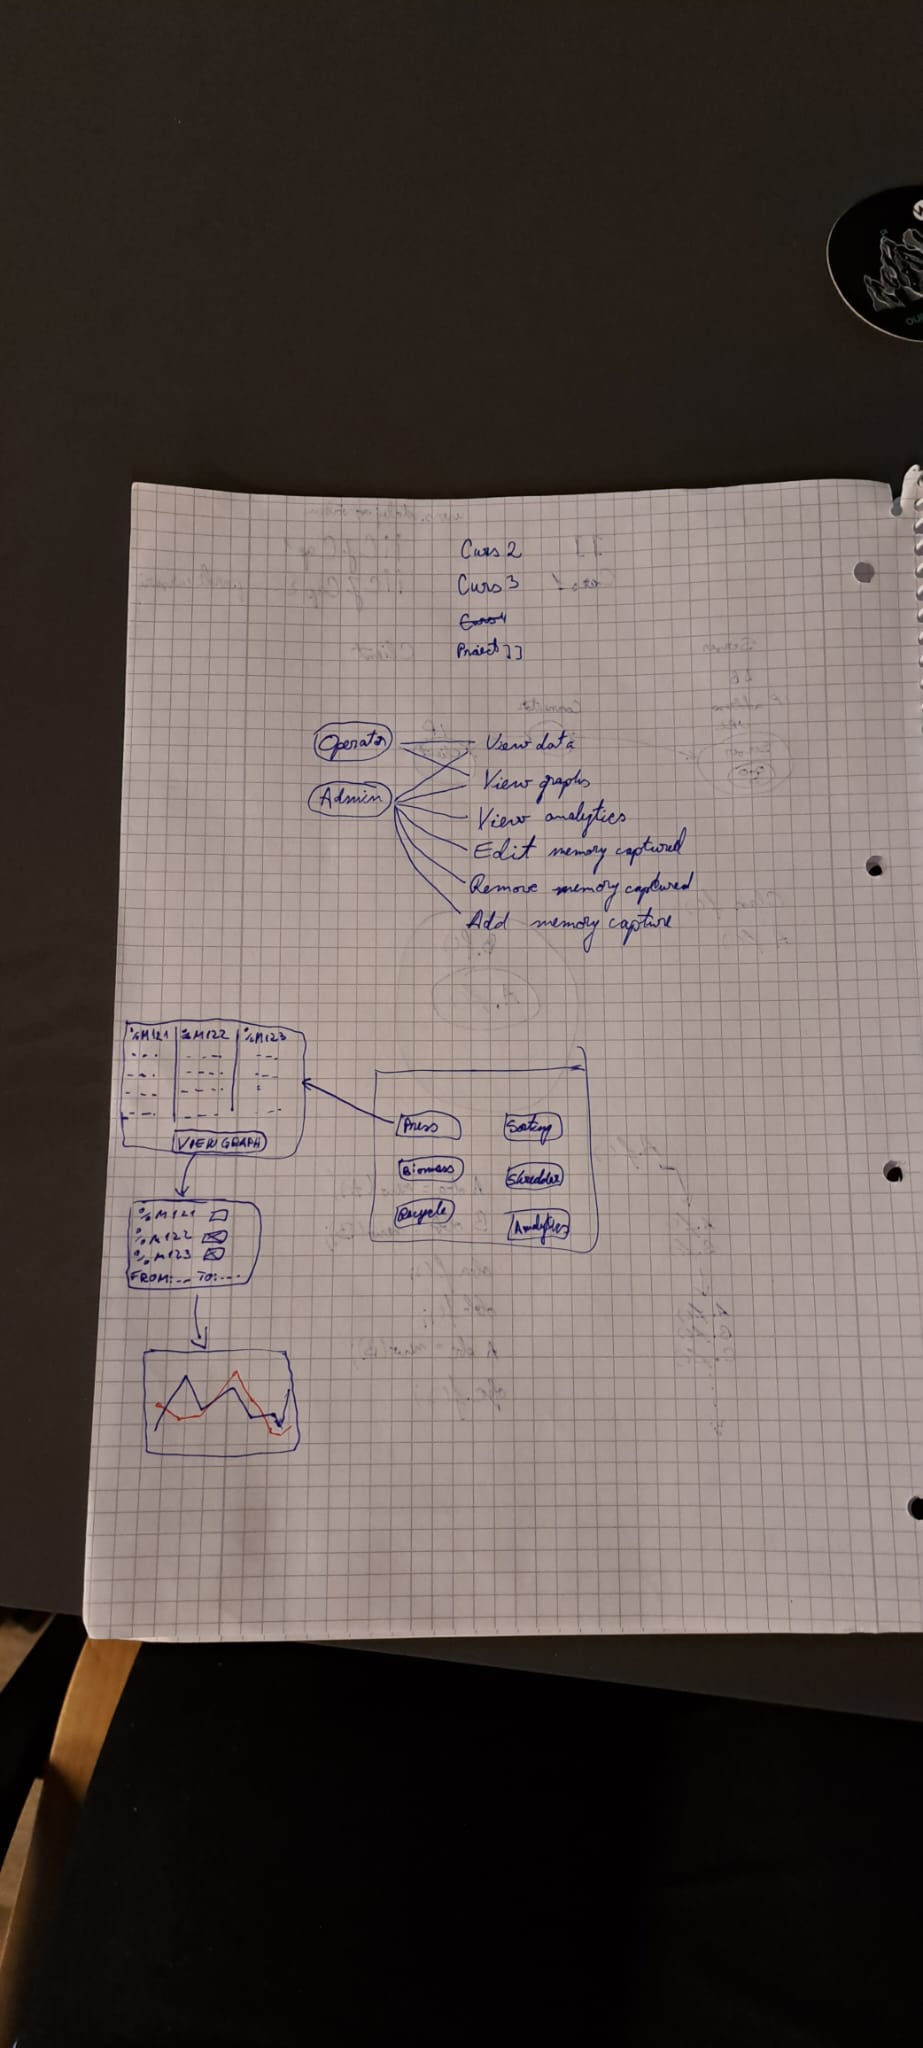 Curs 2
Curs 3
Curs 4
Proiect JJ
Operator
View data
View graphs
Admin
View analytics
Edit memory captured
Remove memory captured
Add memory capture
%M121 %M122 %M123
VIEW GRAPH
%M121
%M122
%M123
FROM:-- TO:---
Press Sorting
Biomass Shredder
Recycle Analytics